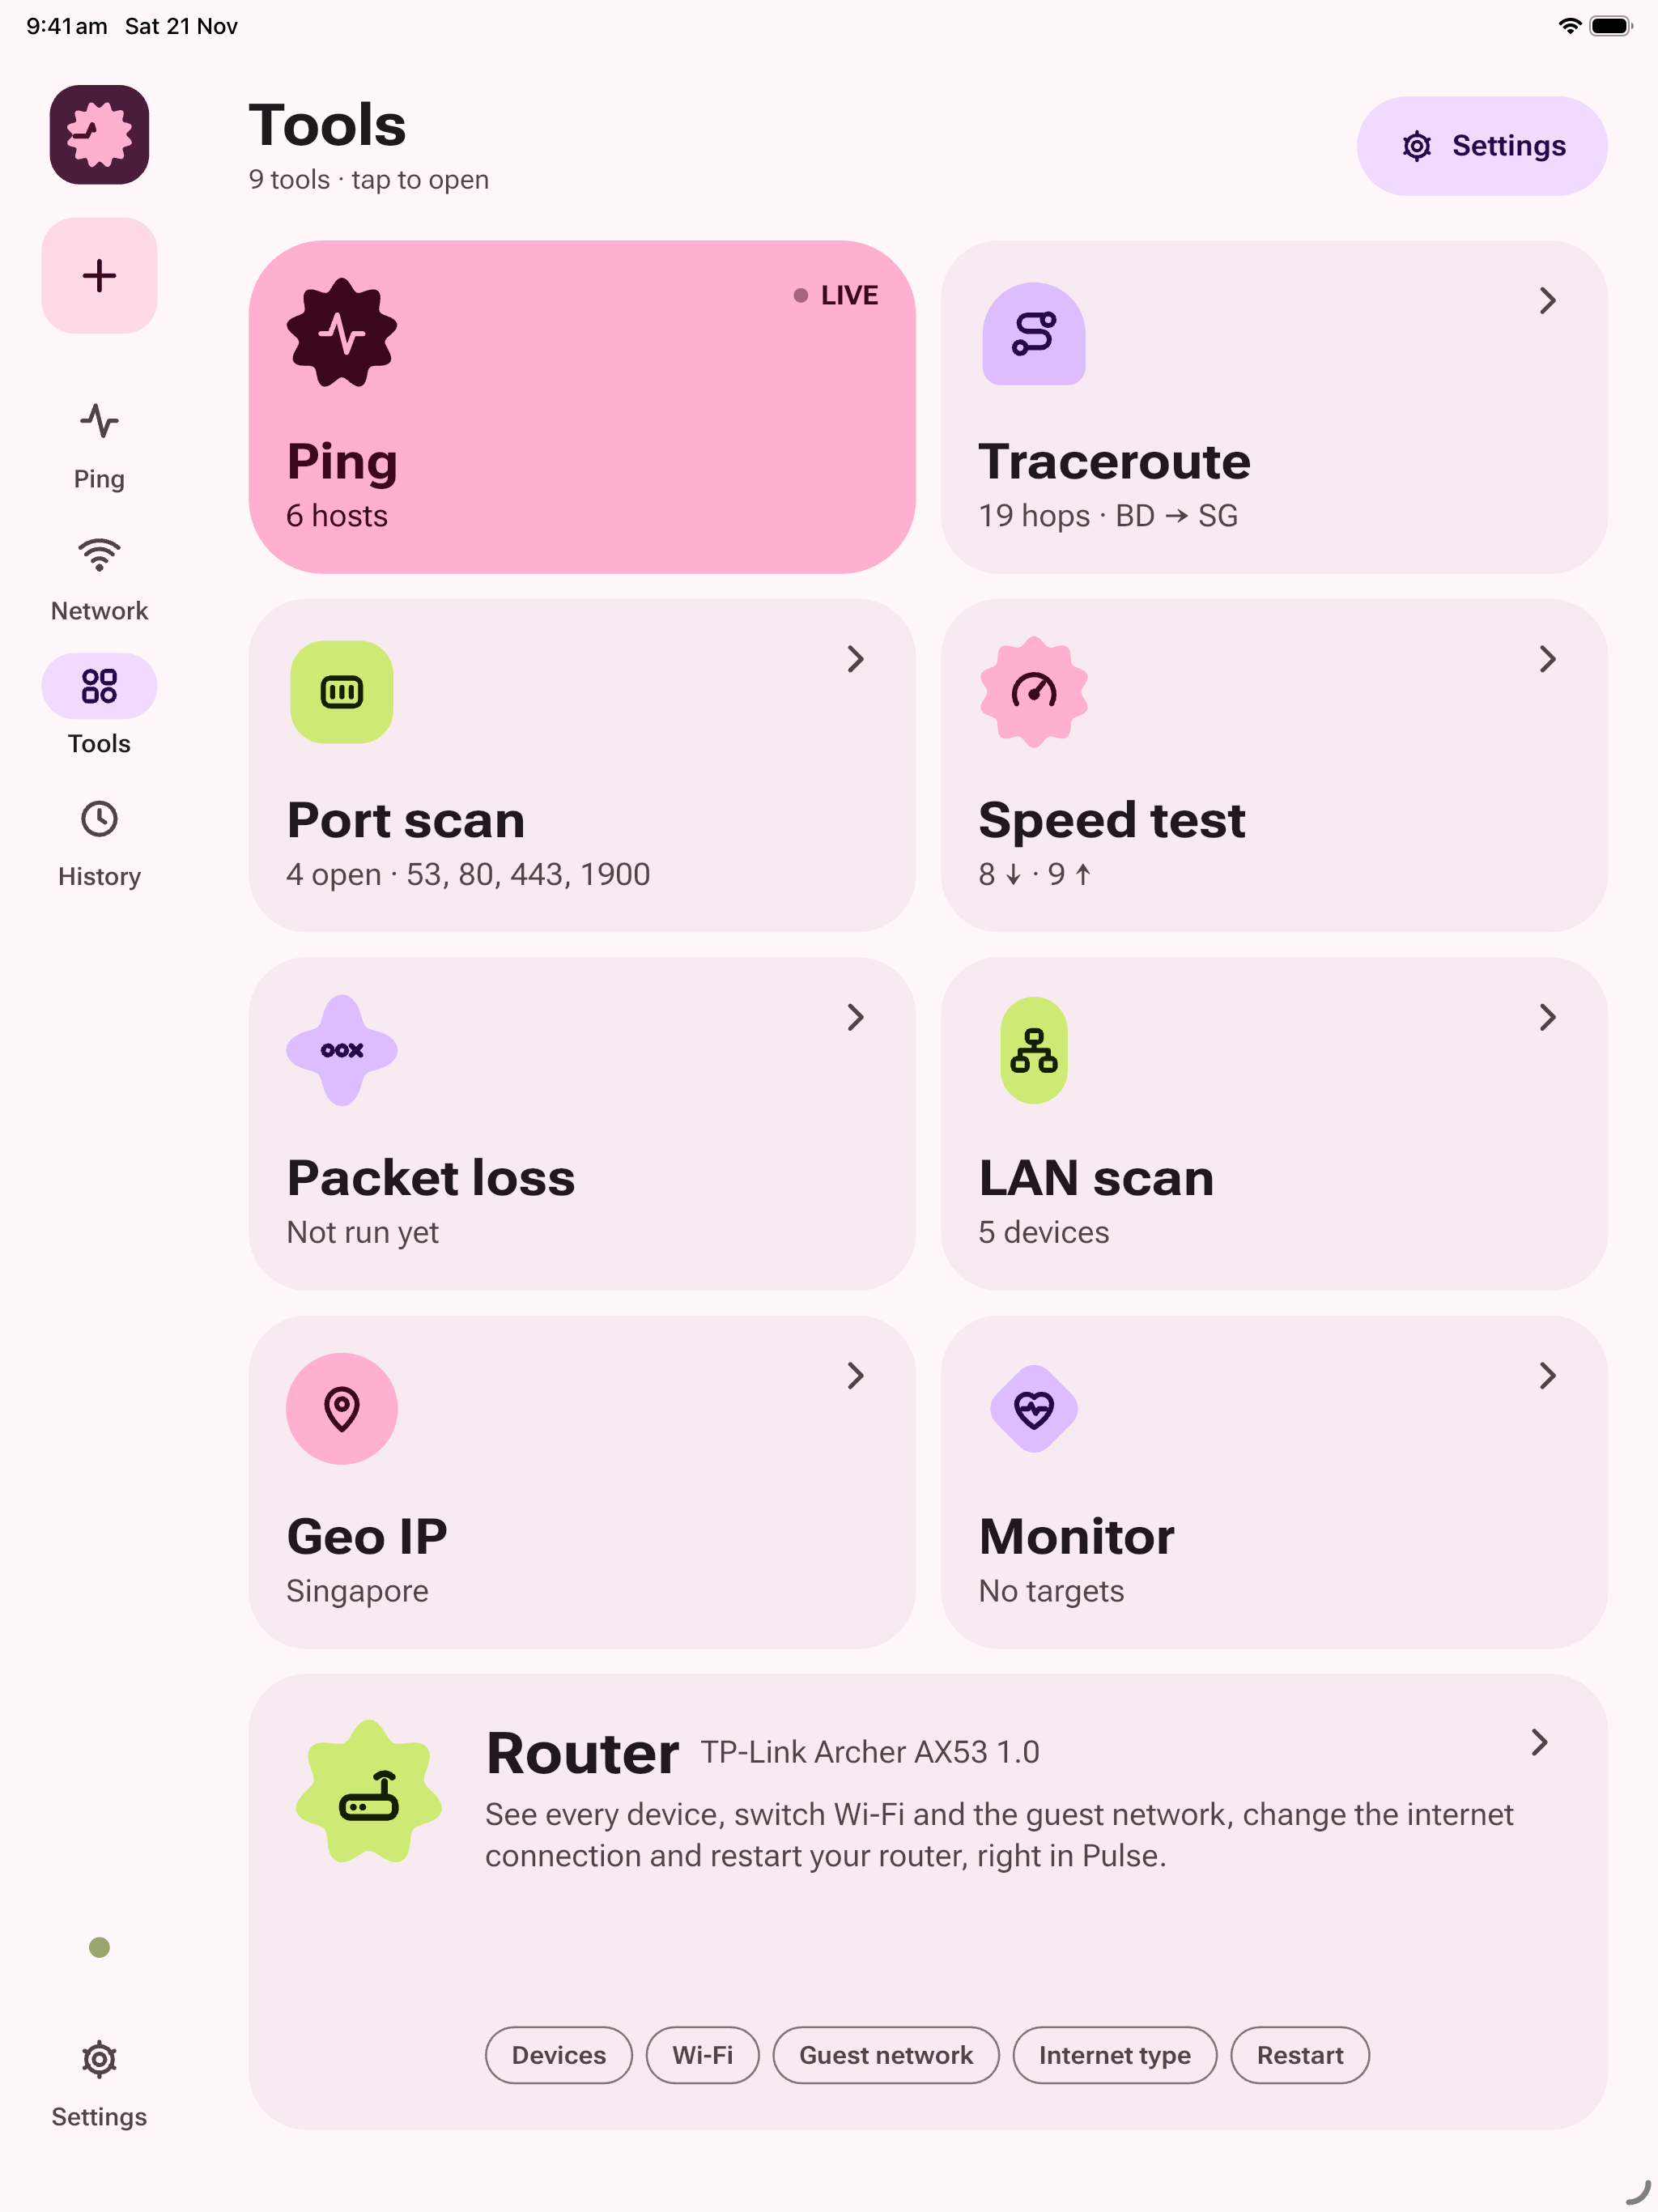 9:41 am Sat 21 Nov
Tools
9 tools · tap to open
Settings
Ping
Network
Tools
History
Settings
LIVE
Ping
6 hosts
Traceroute
19 hops · BD → SG
Port scan
4 open · 53, 80, 443, 1900
Speed test
8 ↓ · 9 ↑
Packet loss
Not run yet
LAN scan
5 devices
Geo IP
Singapore
Monitor
No targets
Router TP-Link Archer AX53 1.0
See every device, switch Wi-Fi and the guest network, change the internet
connection and restart your router, right in Pulse.
Devices Wi-Fi Guest network Internet type Restart